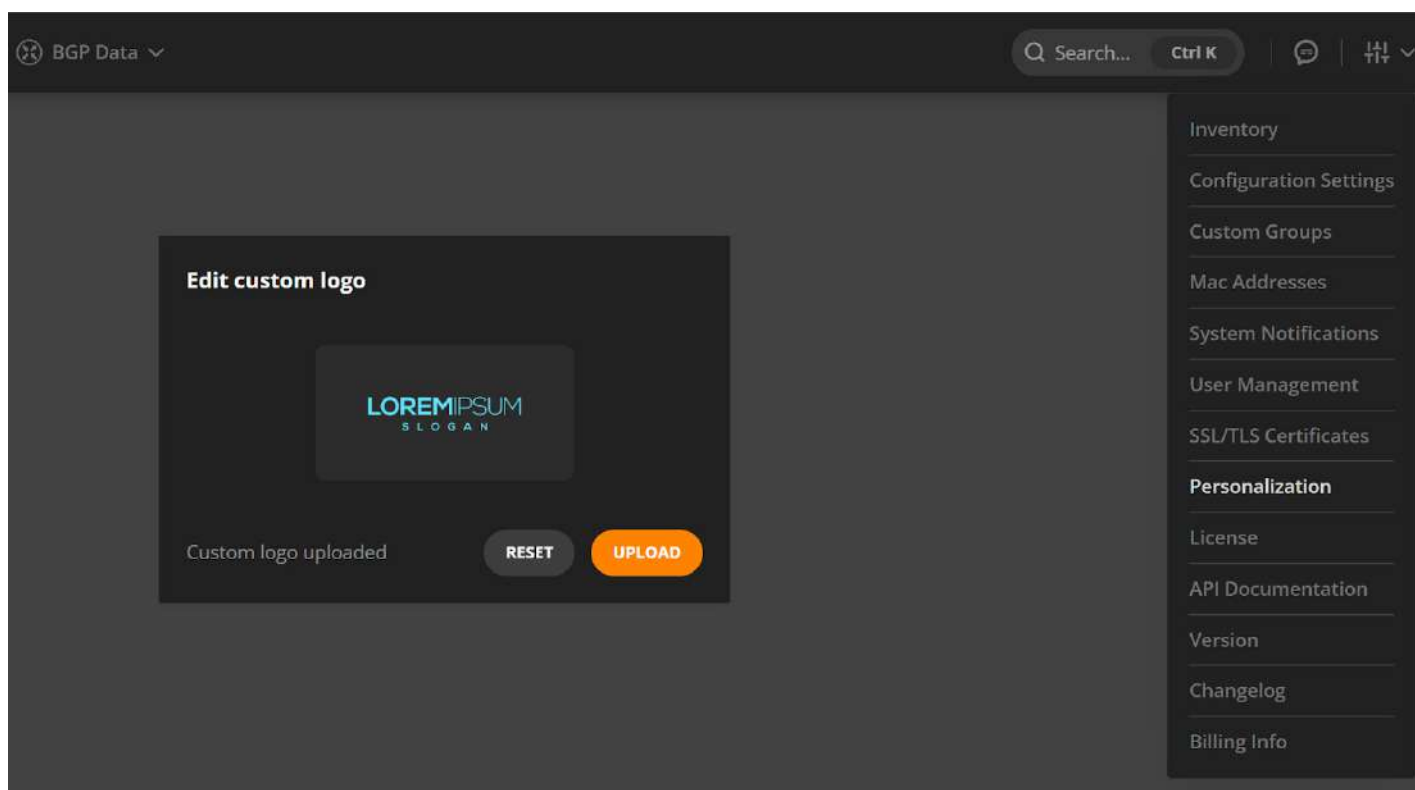 BGP Data
Search... Ctrl K
Edit custom logo
LOREMIPSUM
SLOGAN
Custom logo uploaded
RESET
UPLOAD
Inventory
Configuration Settings
Custom Groups
Mac Addresses
System Notifications
User Management
SSL/TLS Certificates
Personalization
License
API Documentation
Version
Changelog
Billing Info